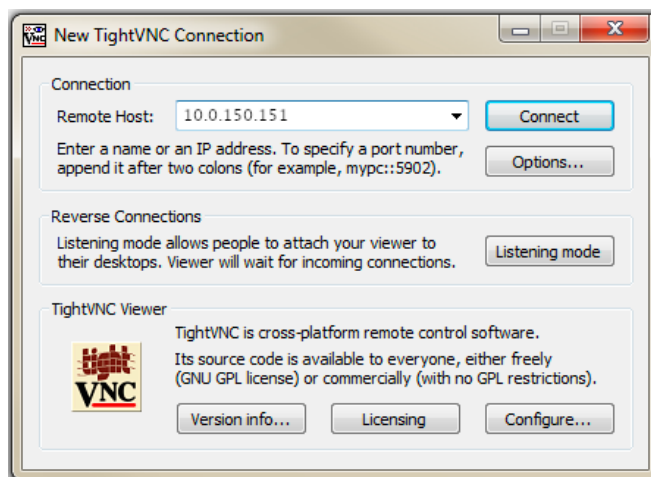 New TightVNC Connection
Connection
Remote Host:
10.0.150.151
Connect
Enter a name or an IP address. To specify a port number,
append it after two colons (for example, mypc::5902).
Options...
Reverse Connections
Listening mode allows people to attach your viewer to
their desktops. Viewer will wait for incoming connections.
Listening mode
TightVNC Viewer
tight
VNC
TightVNC is cross-platform remote control software.
Its source code is available to everyone, either freely
(GNU GPL license) or commercially (with no GPL restrictions).
Version info...
Licensing
Configure...